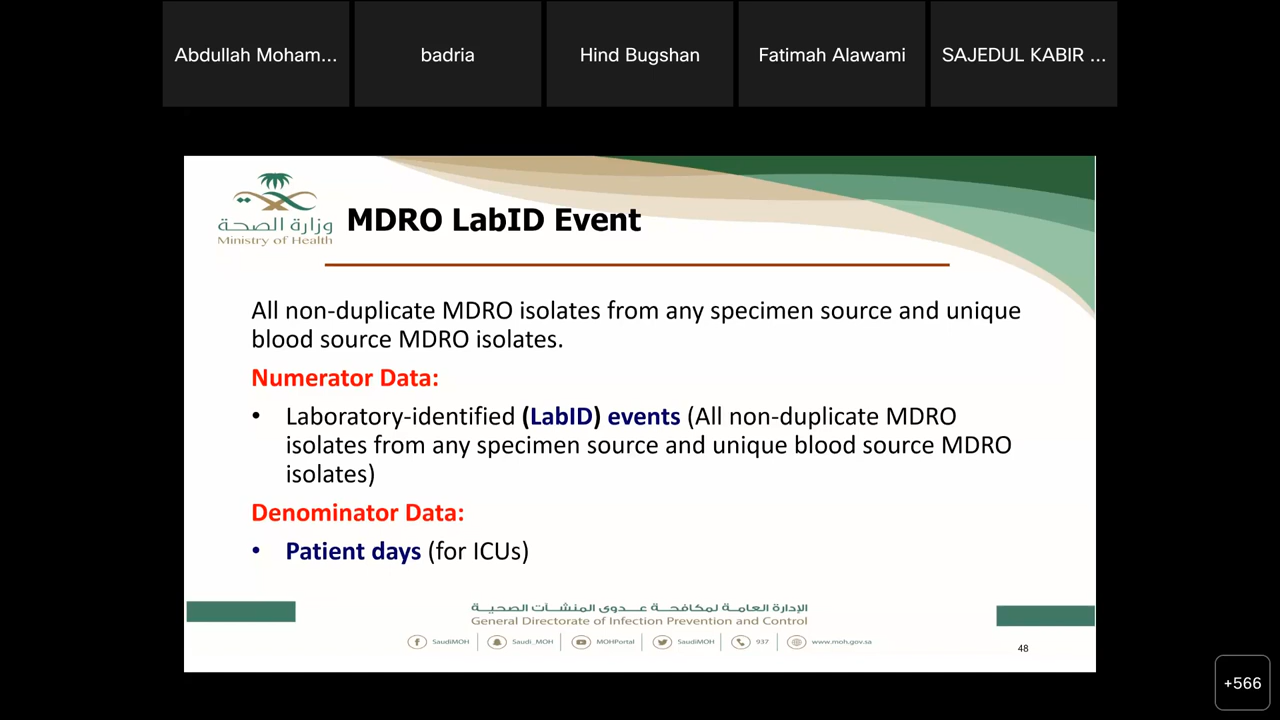 Abdullah Moham...
badria
Hind Bugshan
Fatimah Alawami
SAJEDUL KABIR ...
وزارة الصحة
Ministry of Health
MDRO LabID Event
All non-duplicate MDRO isolates from any specimen source and unique
blood source MDRO isolates.
Numerator Data:
• Laboratory-identified (LabID) events (All non-duplicate MDRO
isolates from any specimen source and unique blood source MDRO
isolates)
Denominator Data:
• Patient days (for ICUs)
الإدارة العامة لمكافحة عدوى المنشآت الصحية
General Directorate of Infection Prevention and Control
SaudiMOH
Saudi_MOH
MOHPortal
SaudiMOH
937
www.moh.gov.sa
48
+566